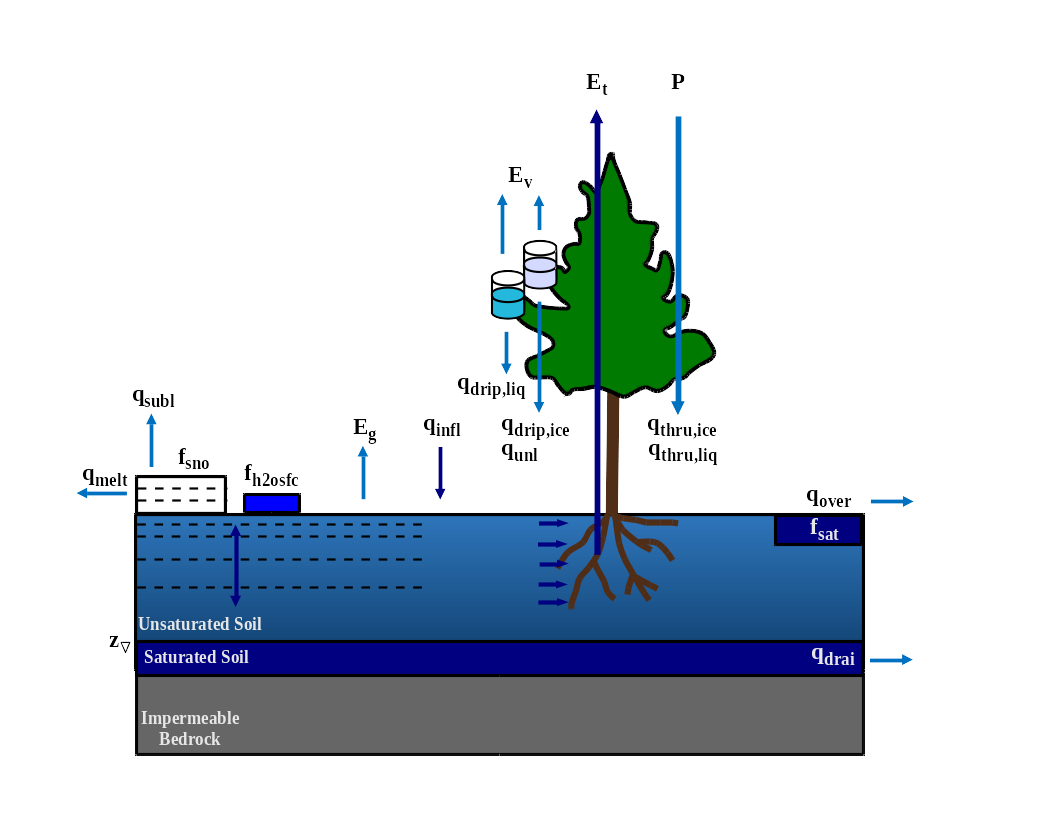 E_t
P
E_v
q_subl
q_drip,liq
q_melt
f_sno
f_h2osfc
E_g
q_infl
q_drip,ice
q_unl
q_thru,ice
q_thru,liq
q_over
f_sat
Unsaturated Soil
z_▽
Saturated Soil
q_drai
Impermeable
Bedrock